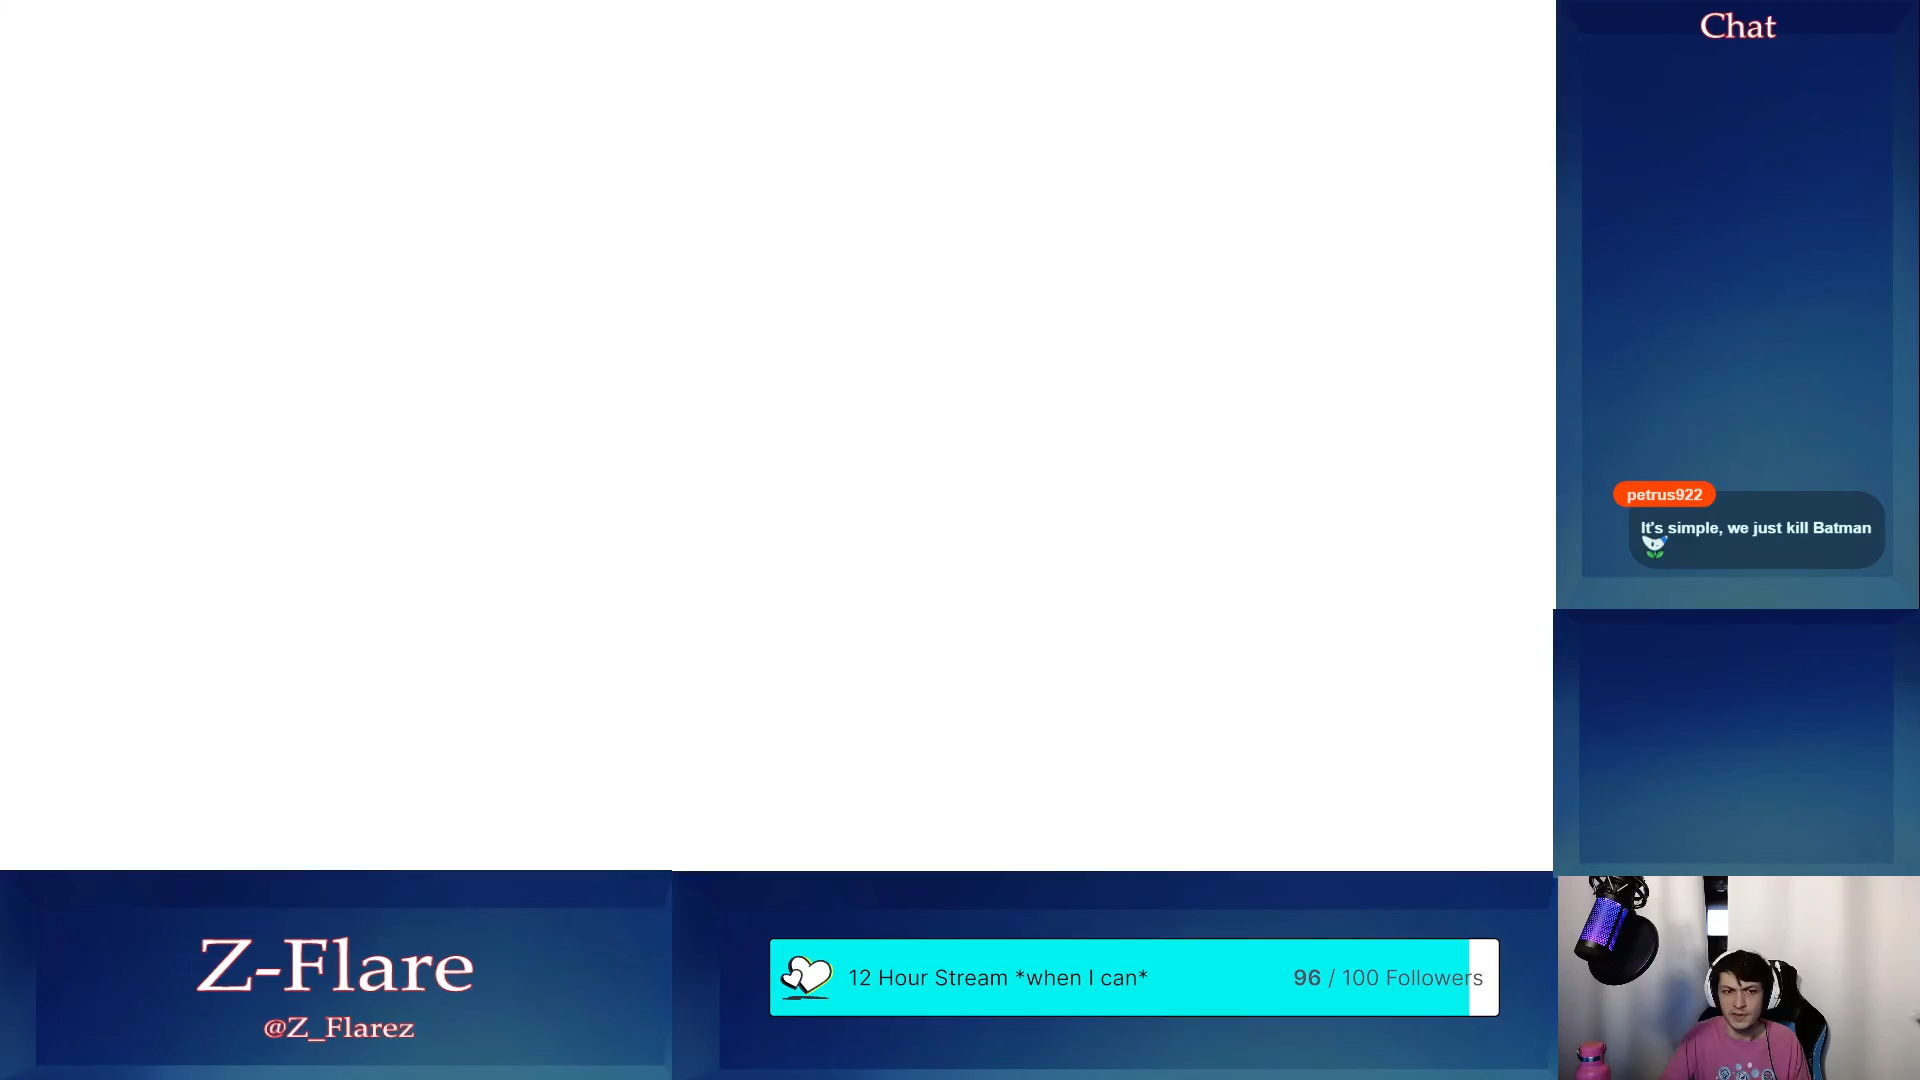 Chat
petrus922
It's simple, we just kill Batman
Z-Flare
@Z_Flarez
12 Hour Stream *when I can*
96 / 100 Followers